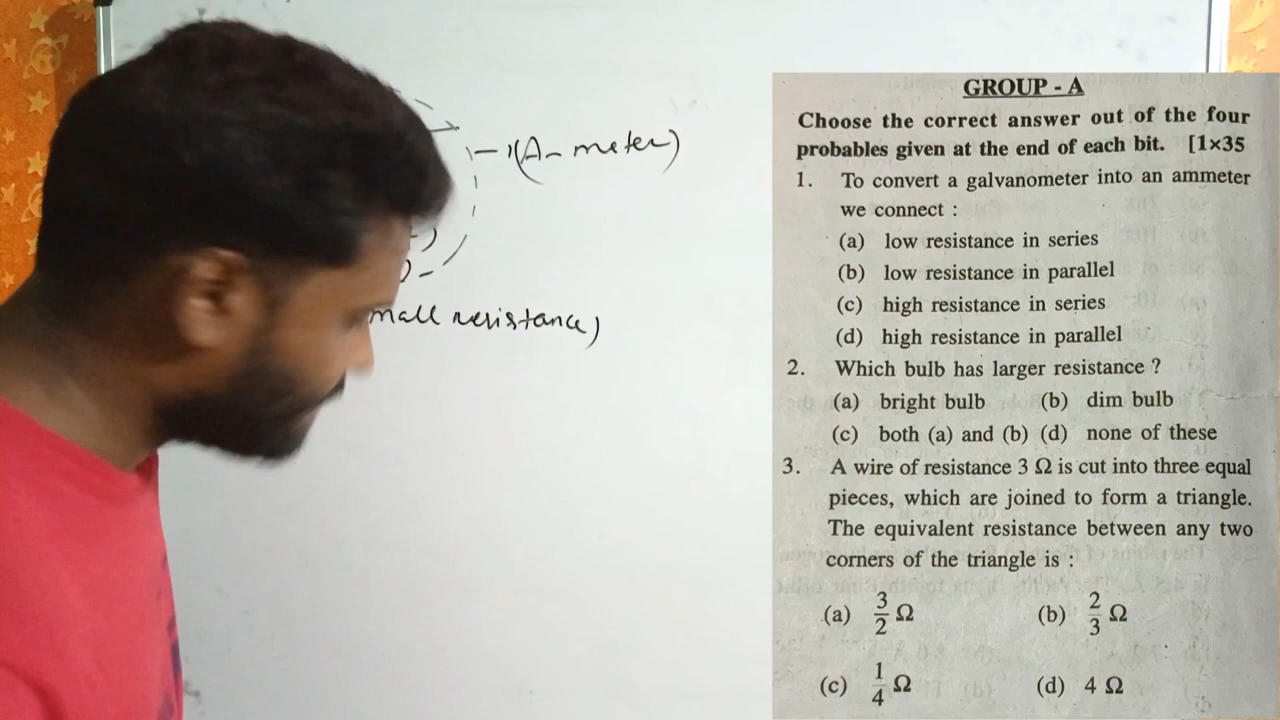 (A- meter)
resistance)
GROUP - A
Choose the correct answer out of the four
probables given at the end of each bit. [1×35
1. To convert a galvanometer into an ammeter
we connect :
(a) low resistance in series
(b) low resistance in parallel
(c) high resistance in series
(d) high resistance in parallel
2. Which bulb has larger resistance ?
(a) bright bulb (b) dim bulb
(c) both (a) and (b) (d) none of these
3. A wire of resistance 3 Ω is cut into three equal
pieces, which are joined to form a triangle.
The equivalent resistance between any two
corners of the triangle is :
(a) 3/2 Ω (b) 2/3 Ω
(c) 1/4 Ω (d) 4 Ω